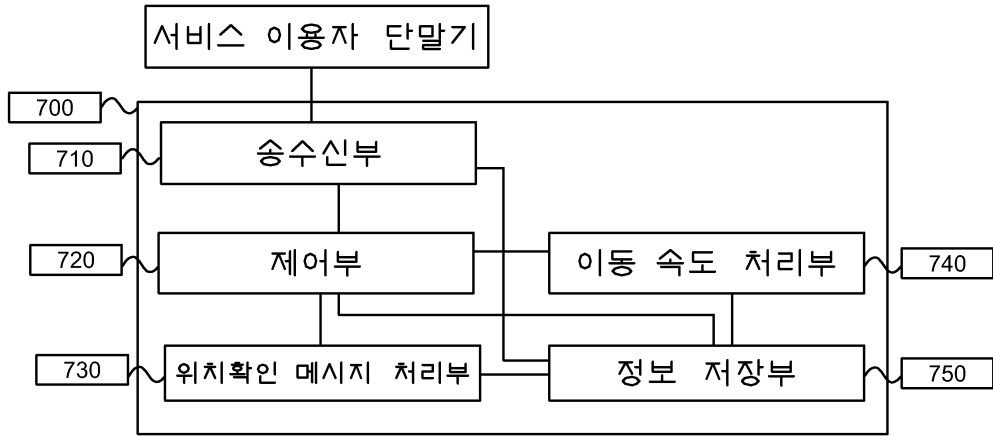 서비스 이용자 단말기
700
송수신부
710
제어부
이동 속도 처리부
720
740
위치확인 메시지 처리부
정보 저장부
730
750